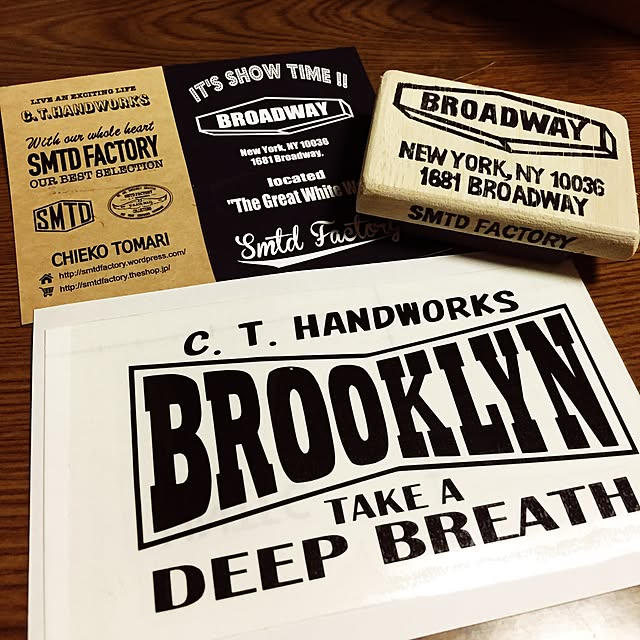 LIVE AN EXCITING LIFE
C.T.HANDWORKS
With our whole heart
SMTD FACTORY
OUR BEST SELECTION
SMTD
CHIEKO TOMARI
http://smtdfactory.wordpress.com/
http://smtdfactory.theshop.jp/
IT'S SHOW TIME !!
BROADWAY
New York, NY 10036
1681 Broadway,
located
"The Great White
Smtd Factory
BROADWAY
NEW YORK, NY 10036
1681 BROADWAY
SMTD FACTORY
C. T. HANDWORKS
BROOKLYN
TAKE A
DEEP BREATH